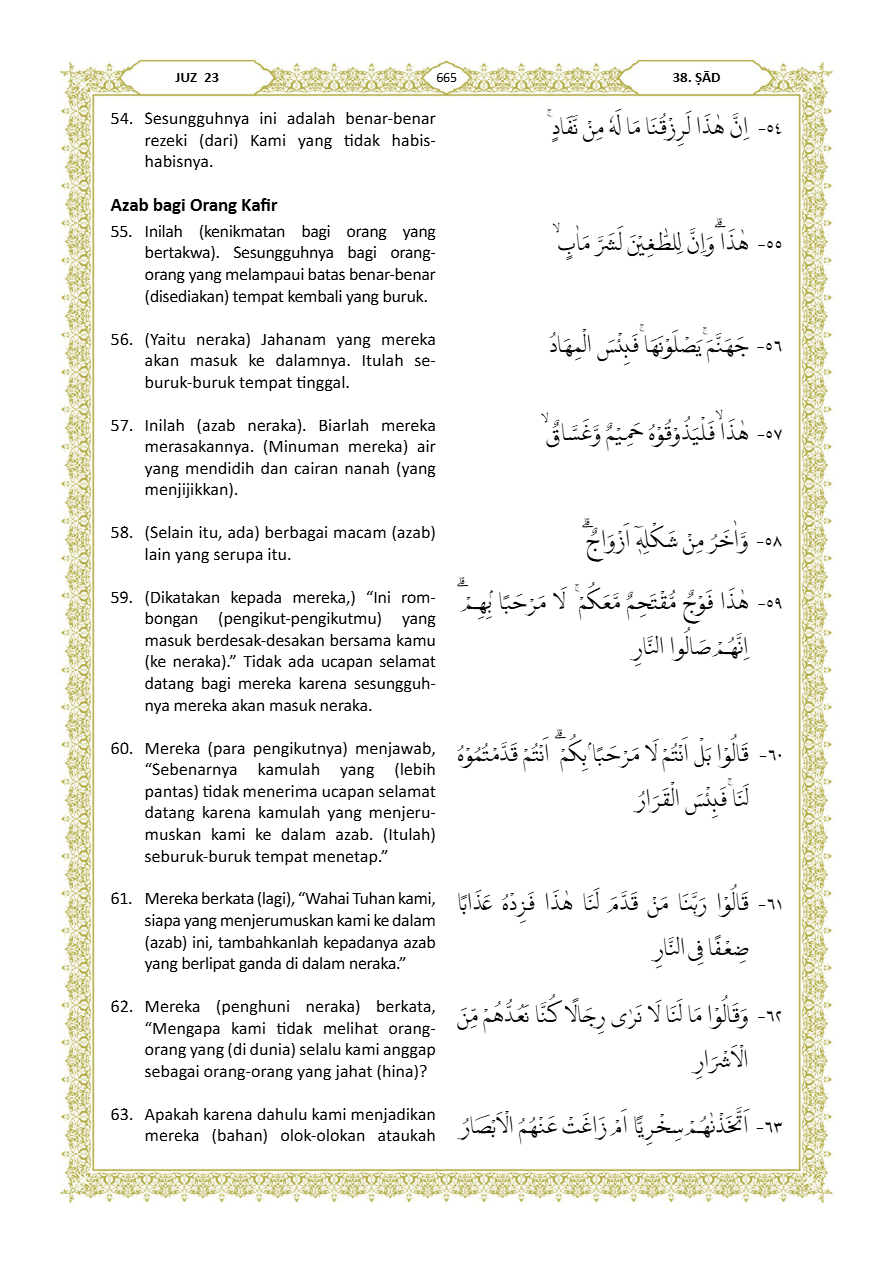 JUZ 23
665
38. ṢĀD
54. Sesungguhnya ini adalah benar-benar
rezeki (dari) Kami yang tidak habis-
habisnya.
٥٤- اِنَّ هٰذَا لَرِزْقُنَا مَا لَهٗ مِنْ نَّفَادٍۚ
Azab bagi Orang Kafir
55. Inilah (kenikmatan bagi orang yang
bertakwa). Sesungguhnya bagi orang-
orang yang melampaui batas benar-benar
(disediakan) tempat kembali yang buruk.
٥٥- هٰذَاۗ وَاِنَّ لِلطّٰغِيْنَ لَشَرَّ مَاٰبٍۙ
56. (Yaitu neraka) Jahanam yang mereka
akan masuk ke dalamnya. Itulah se-
buruk-buruk tempat tinggal.
٥٦- جَهَنَّمَۚ يَصْلَوْنَهَاۚ فَبِئْسَ الْمِهَادُ
57. Inilah (azab neraka). Biarlah mereka
merasakannya. (Minuman mereka) air
yang mendidih dan cairan nanah (yang
menjijikkan).
٥٧- هٰذَاۙ فَلْيَذُوْقُوْهُ حَمِيْمٌ وَّغَسَّاقٌۙ
58. (Selain itu, ada) berbagai macam (azab)
lain yang serupa itu.
٥٨- وَّاٰخَرُ مِنْ شَكْلِهٖٓ اَزْوَاجٌۗ
59. (Dikatakan kepada mereka,) “Ini rom-
bongan (pengikut-pengikutmu) yang
masuk berdesak-desakan bersama kamu
(ke neraka).” Tidak ada ucapan selamat
datang bagi mereka karena sesungguh-
nya mereka akan masuk neraka.
٥٩- هٰذَا فَوْجٌ مُّقْتَحِمٌ مَّعَكُمْۚ لَا مَرْحَبًاۢ بِهِمْۗ
اِنَّهُمْ صَالُوا النَّارِ
60. Mereka (para pengikutnya) menjawab,
“Sebenarnya kamulah yang (lebih
pantas) tidak menerima ucapan selamat
datang karena kamulah yang menjeru-
muskan kami ke dalam azab. (Itulah)
seburuk-buruk tempat menetap.”
٦٠- قَالُوْا بَلْ اَنْتُمْ لَا مَرْحَبًاۢ بِكُمْۗ اَنْتُمْ قَدَّمْتُمُوْهُ
لَنَاۚ فَبِئْسَ الْقَرَارُ
61. Mereka berkata (lagi), “Wahai Tuhan kami,
siapa yang menjerumuskan kami ke dalam
(azab) ini, tambahkanlah kepadanya azab
yang berlipat ganda di dalam neraka.”
٦١- قَالُوْا رَبَّنَا مَنْ قَدَّمَ لَنَا هٰذَا فَزِدْهُ عَذَابًا
ضِعْفًا فِى النَّارِ
62. Mereka (penghuni neraka) berkata,
“Mengapa kami tidak melihat orang-
orang yang (di dunia) selalu kami anggap
sebagai orang-orang yang jahat (hina)?
٦٢- وَقَالُوْا مَا لَنَا لَا نَرٰى رِجَالًا كُنَّا نَعُدُّهُمْ مِّنَ
الْاَشْرَارِ
63. Apakah karena dahulu kami menjadikan
mereka (bahan) olok-olokan ataukah
٦٣- اَتَّخَذْنٰهُمْ سِخْرِيًّا اَمْ زَاغَتْ عَنْهُمُ الْاَبْصَارُ